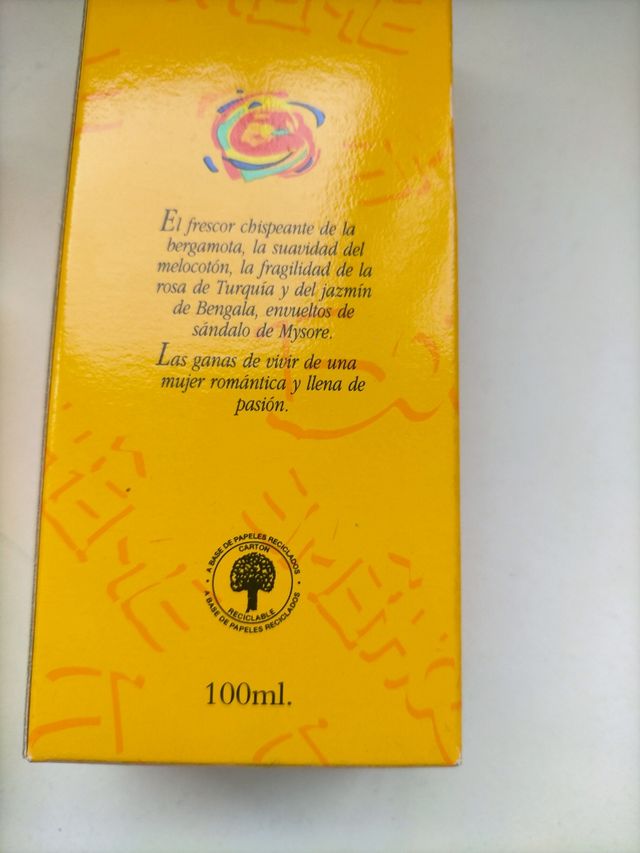 El frescor chispeante de la
bergamota, la suavidad del
melocotón, la fragilidad de la
rosa de Turquía y del jazmín
de Bengala, envueltos de
sándalo de Mysore.
Las ganas de vivir de una
mujer romántica y llena de
pasión.
A BASE DE PAPELES RECICLADOS
CARTON
RECICLABLE
A BASE DE PAPELES RECICLADOS
100ml.